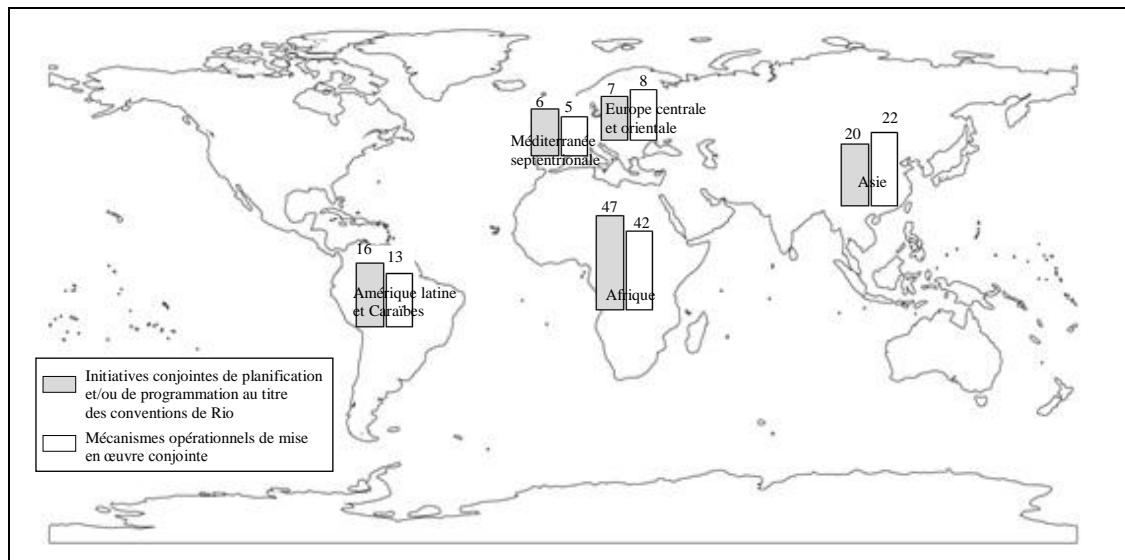 6
5
7
8
Europe centrale
et orientale
Méditerranée
septentrionale
20
22
Asie
47
42
Afrique
16
13
Amérique latine
et Caraïbes
Initiatives conjointes de planification
et/ou de programmation au titre
des conventions de Rio
Mécanismes opérationnels de mise
en œuvre conjointe